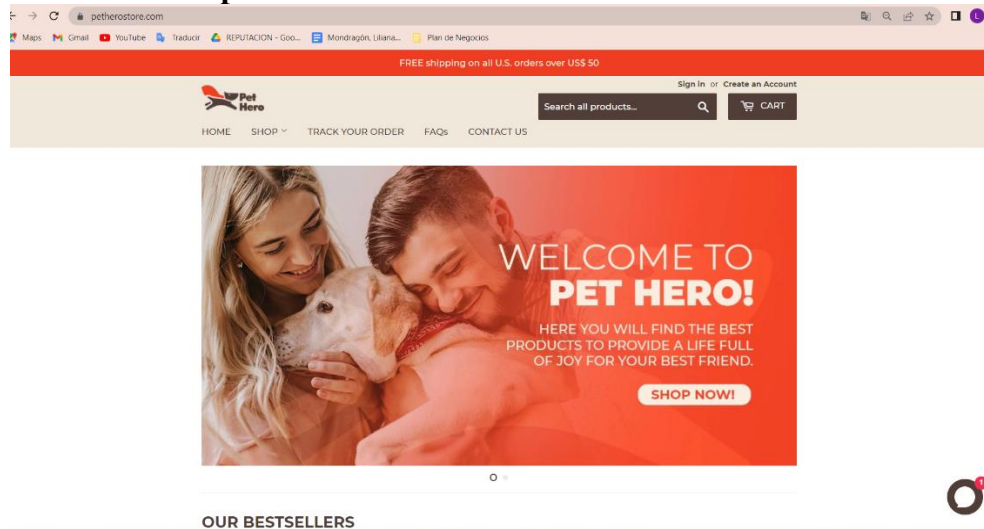 petherostore.com
Maps Gmail YouTube Traducir REPUTACION - Goo... Mondragón, Liliana... Plan de Negocios
FREE shipping on all U.S. orders over US$ 50
Sign in or Create an Account
Pet
Hero
Search all products...
CART
HOME SHOP TRACK YOUR ORDER FAQs CONTACT US
WELCOME TO
PET HERO!
HERE YOU WILL FIND THE BEST
PRODUCTS TO PROVIDE A LIFE FULL
OF JOY FOR YOUR BEST FRIEND.
SHOP NOW!
1
OUR BESTSELLERS